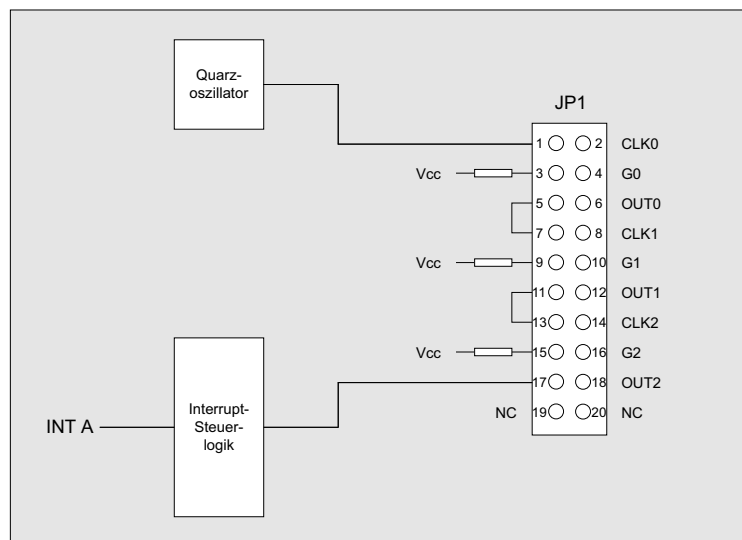 Quarz-
oszillator
JP1
1 2 CLK0
Vcc 3 4 G0
5 6 OUT0
7 8 CLK1
Vcc 9 10 G1
11 12 OUT1
13 14 CLK2
Vcc 15 16 G2
17 18 OUT2
NC 19 20 NC
INT A
Interrupt-
Steuer-
logik